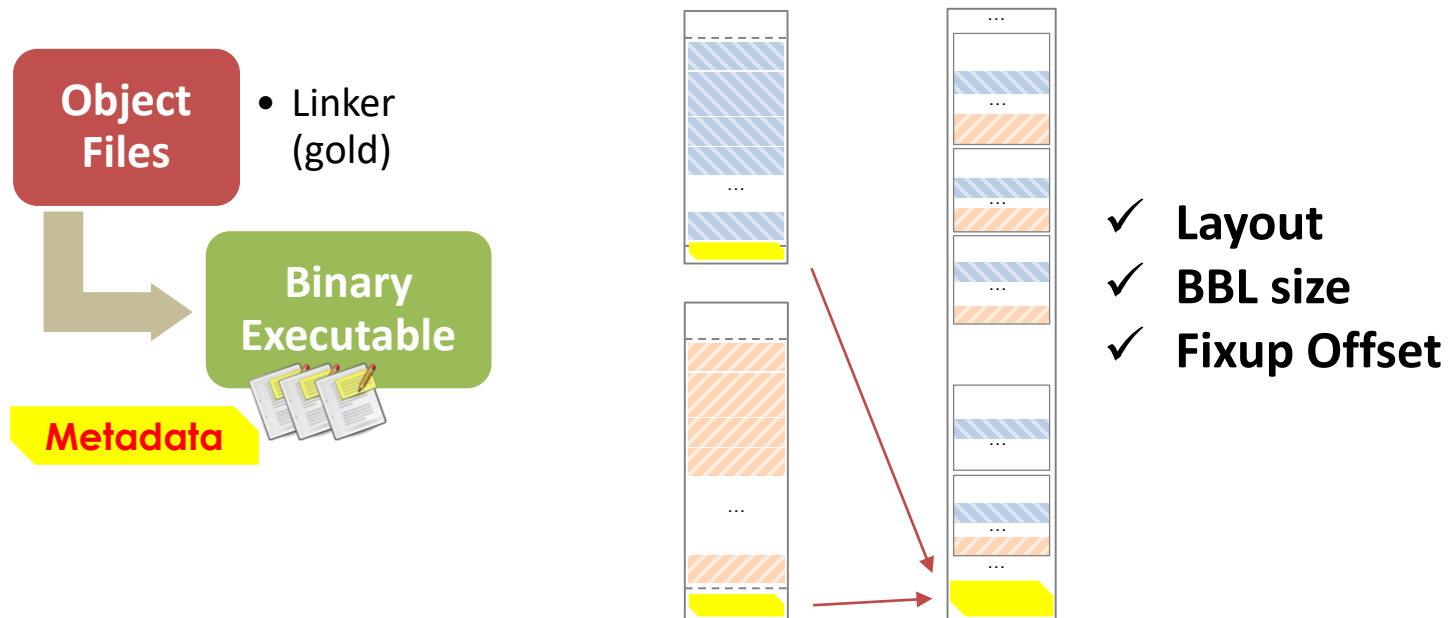 Object
Files
• Linker
(gold)
Binary
Executable
Metadata
...
...
...
...
...
...
...
...
...
✓ Layout
✓ BBL size
✓ Fixup Offset